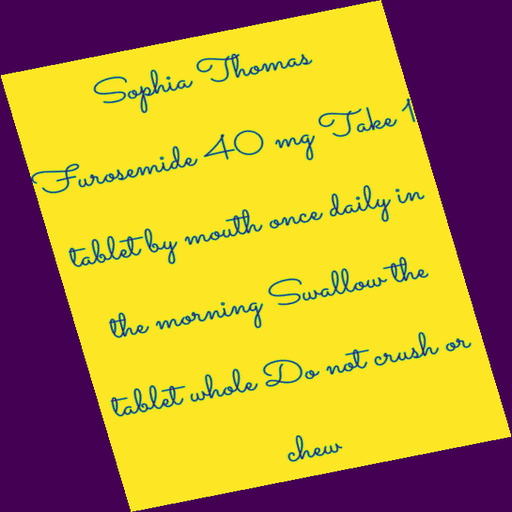 Sophia Thomas
Furosemide 40 mg Take 1
tablet by mouth once daily in
the morning Swallow the
tablet whole Do not crush or
chew